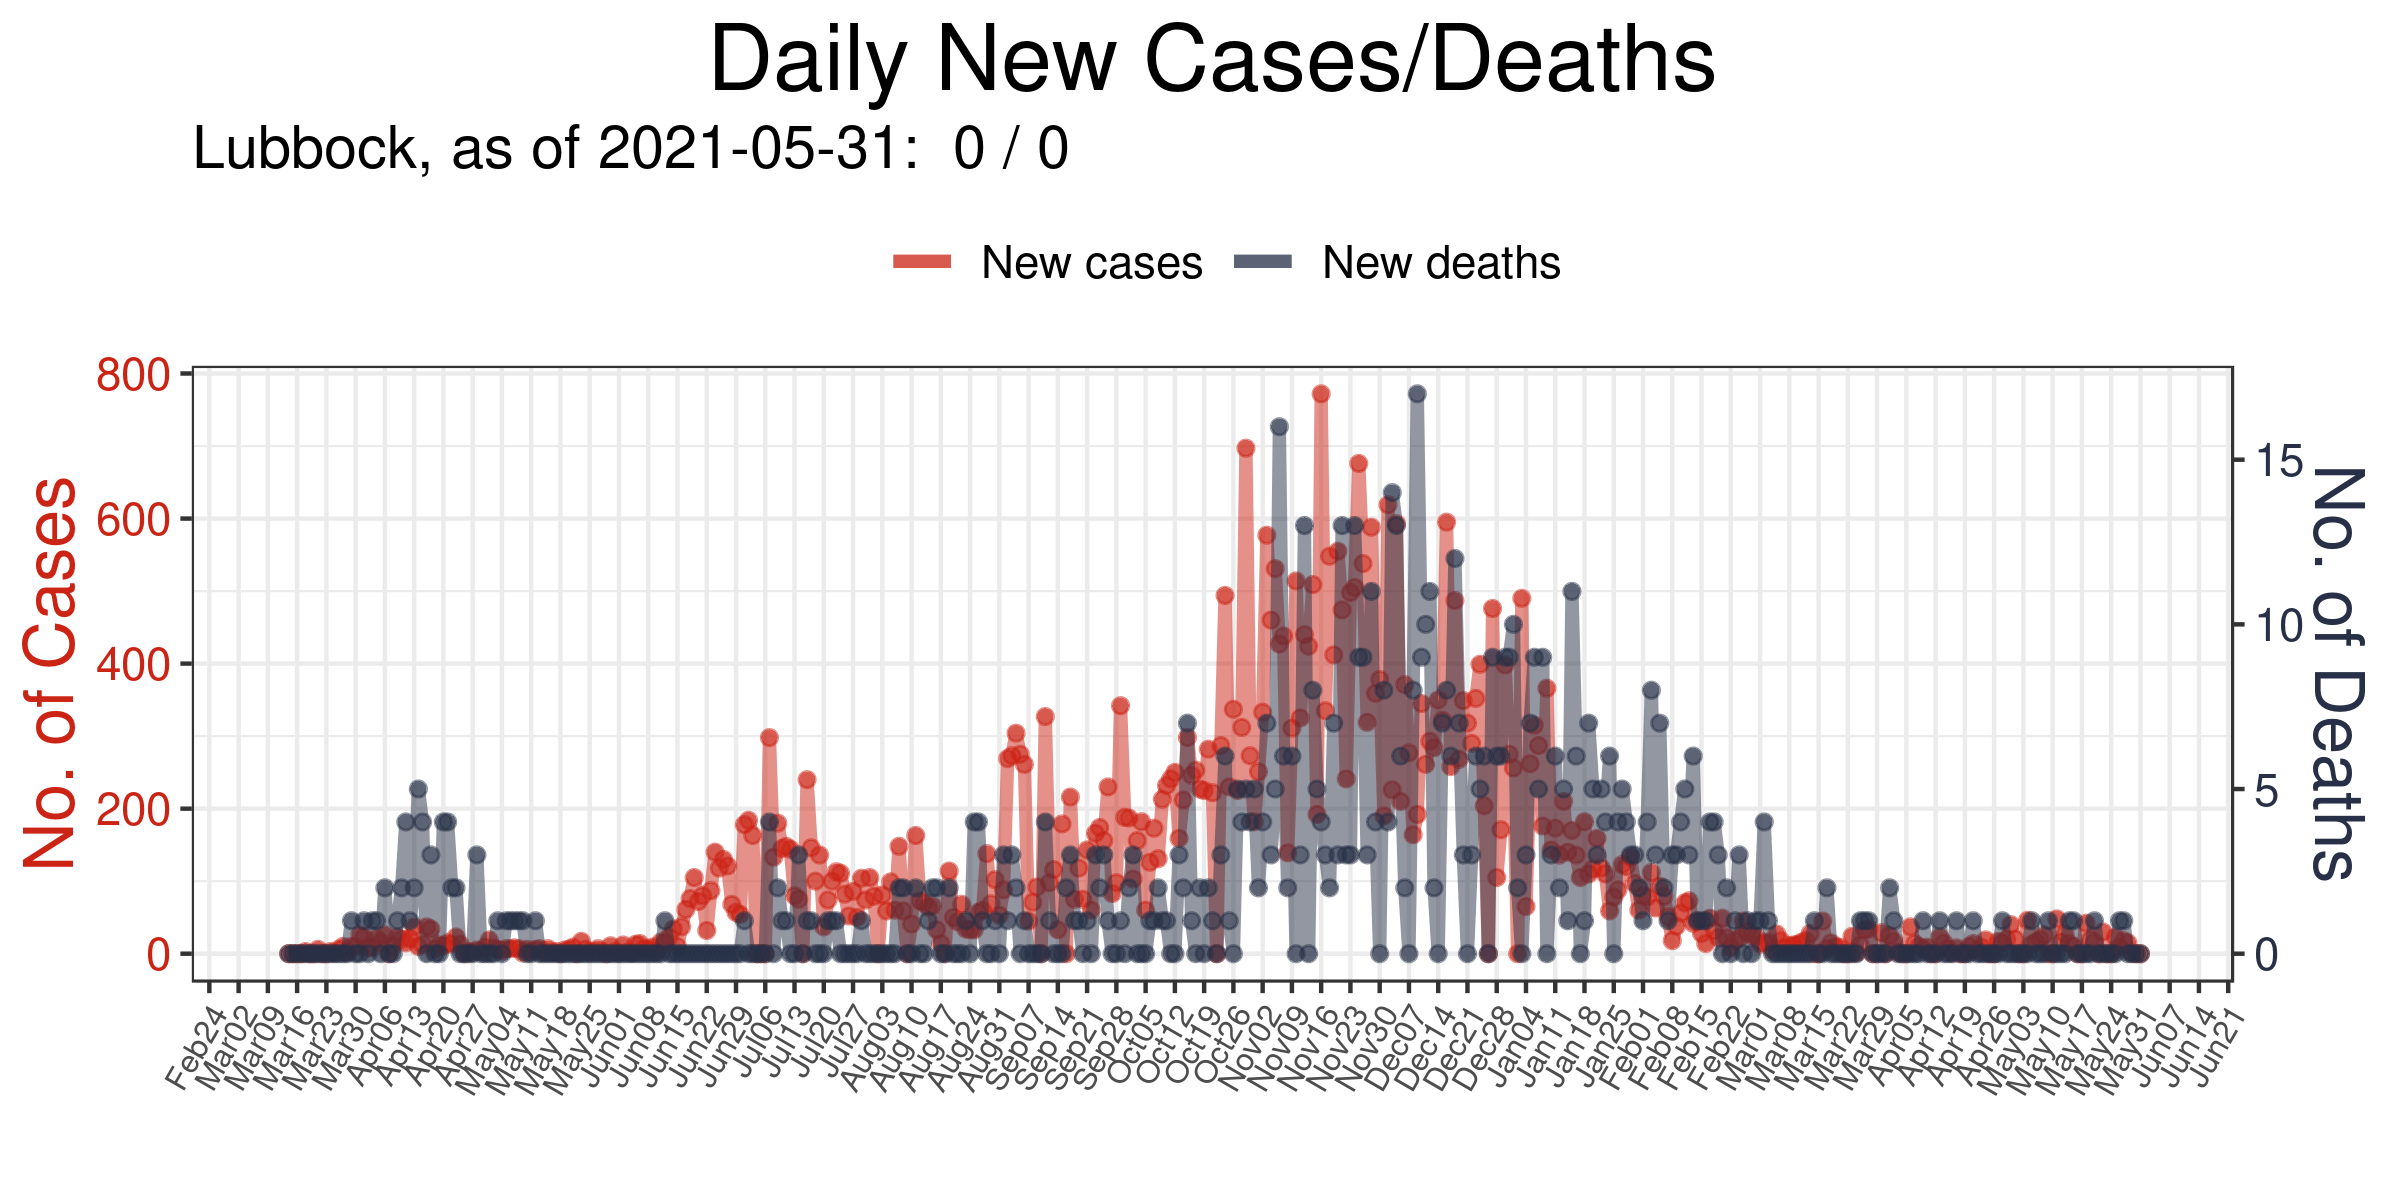 Daily New Cases/Deaths
Lubbock, as of 2021-05-31:  0 / 0
New cases
New deaths
No. of Cases
800
600
400
200
0
15
10
5
0
No. of Deaths
Feb24
Mar02
Mar09
Mar16
Mar23
Mar30
Apr06
Apr13
Apr20
Apr27
May04
May11
May18
May25
Jun01
Jun08
Jun15
Jun22
Jun29
Jul06
Jul13
Jul20
Jul27
Aug03
Aug10
Aug17
Aug24
Aug31
Sep07
Sep14
Sep21
Sep28
Oct05
Oct12
Oct19
Oct26
Nov02
Nov09
Nov16
Nov23
Nov30
Dec07
Dec14
Dec21
Dec28
Jan04
Jan11
Jan18
Jan25
Feb01
Feb08
Feb15
Feb22
Mar01
Mar08
Mar15
Mar22
Mar29
Apr05
Apr12
Apr19
Apr26
May03
May10
May17
May24
May31
Jun07
Jun14
Jun21